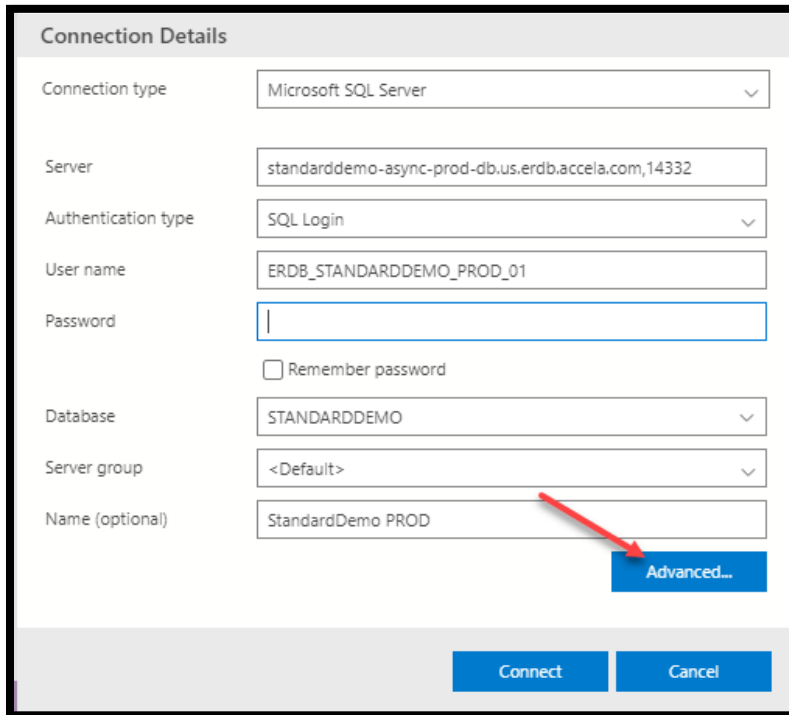 Connection Details
Connection type Microsoft SQL Server
Server standarddemo-async-prod-db.us.erdb.accela.com,14332
Authentication type SQL Login
User name ERDB_STANDARDDEMO_PROD_01
Password
Remember password
Database STANDARDDEMO
Server group <Default>
Name (optional) StandardDemo PROD
Advanced...
Connect Cancel